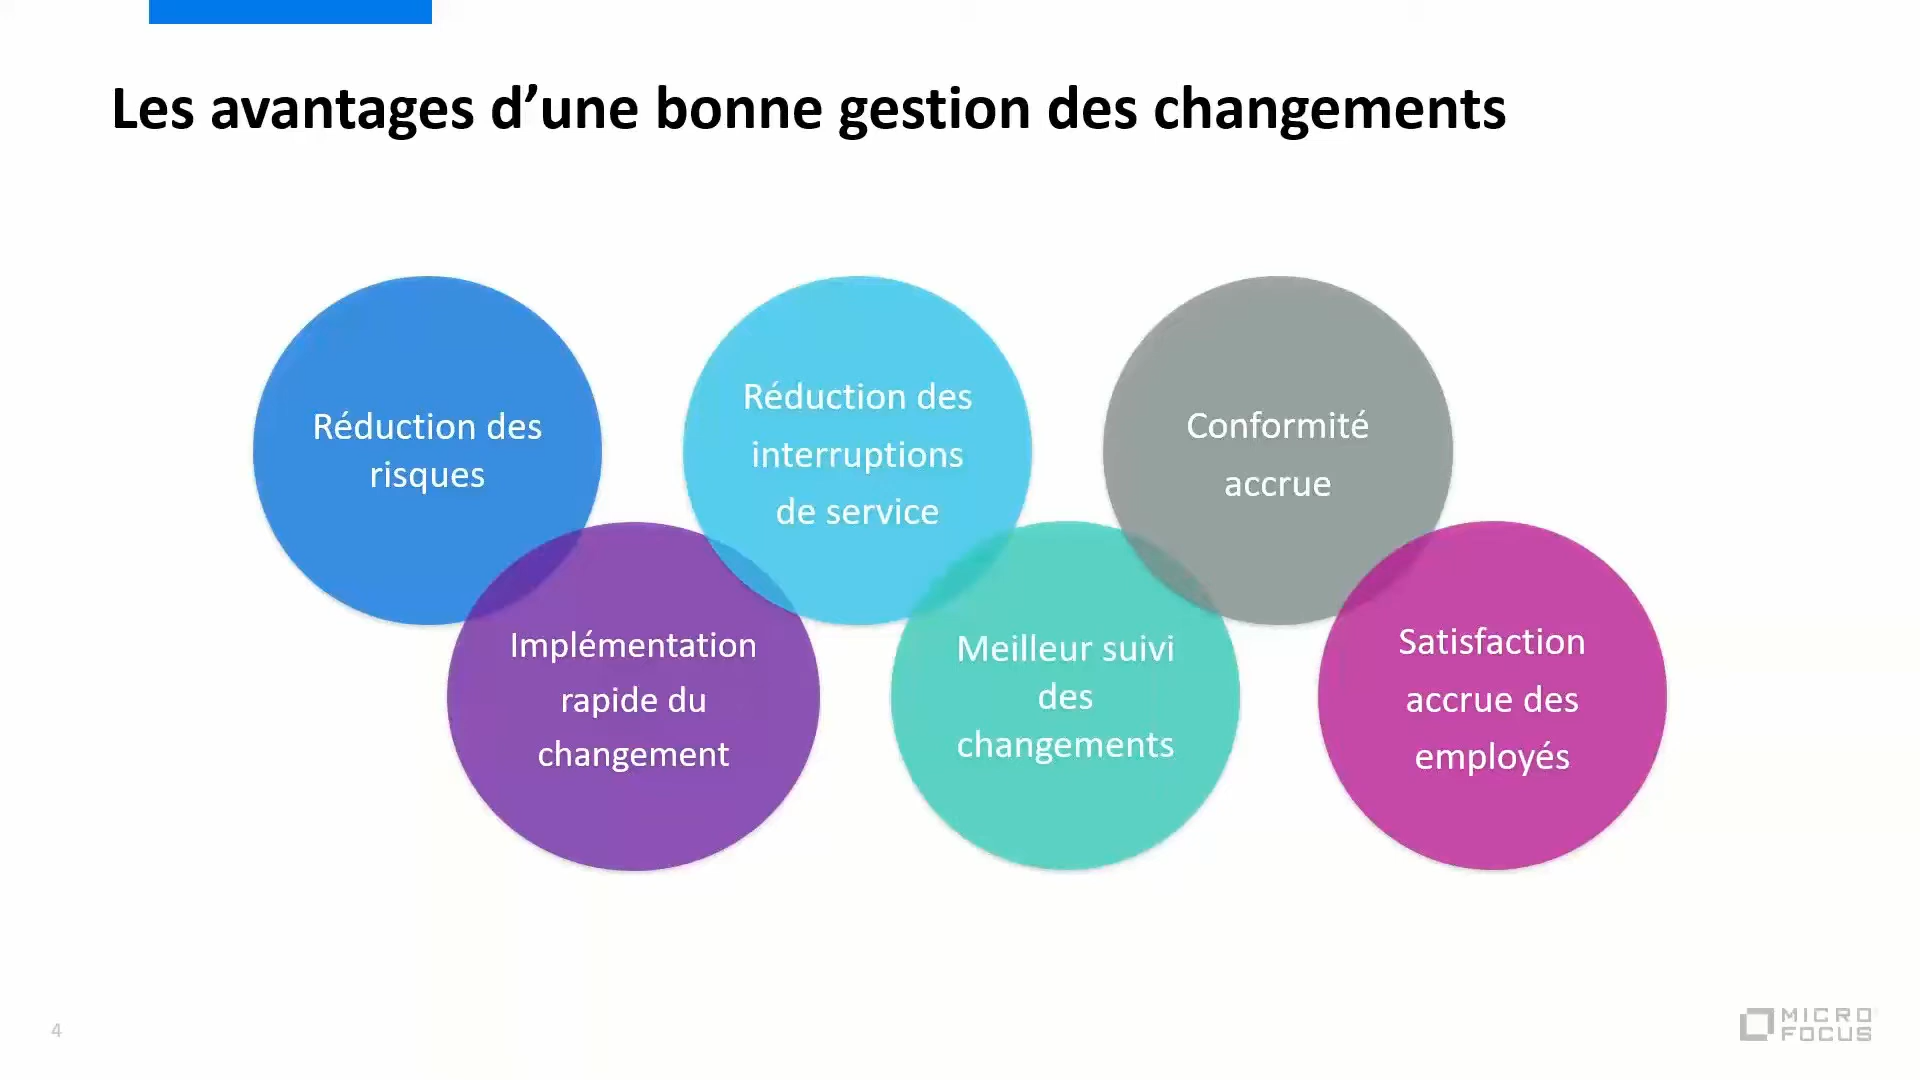 Les avantages d’une bonne gestion des changements
Réduction des
risques
Implémentation
rapide du
changement
Réduction des
interruptions
de service
Meilleur suivi
des
changements
Conformité
accrue
Satisfaction
accrue des
employés
4
MICRO
FOCUS